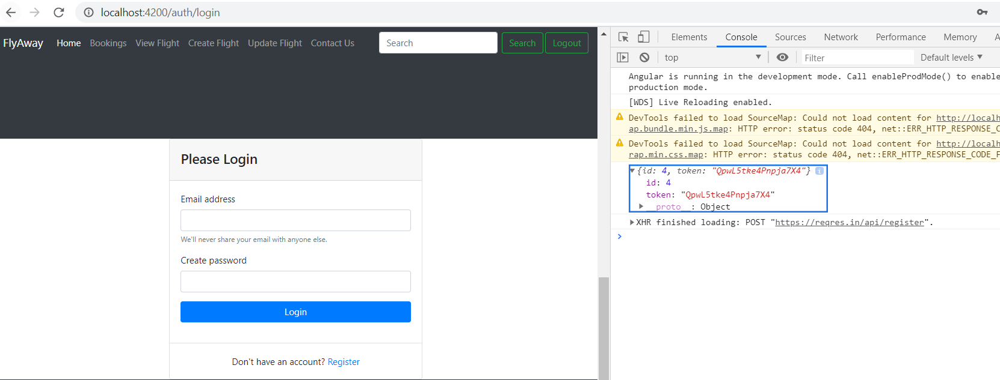 localhost:4200/auth/login
FlyAway Home Bookings View Flight Create Flight Update Flight Contact Us Search Search Logout
Please Login
Email address
We'll never share your email with anyone else.
Create password
Login
Don't have an account? Register
Elements Console Sources Network Performance Memory A
top Filter Default levels
Angular is running in the development mode. Call enableProdMode() to enable
production mode.
[WDS] Live Reloading enabled.
DevTools failed to load SourceMap: Could not load content for http://localh
ap.bundle.min.js.map: HTTP error: status code 404, net::ERR_HTTP_RESPONSE_C
DevTools failed to load SourceMap: Could not load content for http://localh
rap.min.css.map: HTTP error: status code 404, net::ERR_HTTP_RESPONSE_CODE_F
{id: 4, token: "QpwL5tke4Pnpja7X4"} i
id: 4
token: "QpwL5tke4Pnpja7X4"
__proto__: Object
XHR finished loading: POST "https://reqres.in/api/register".